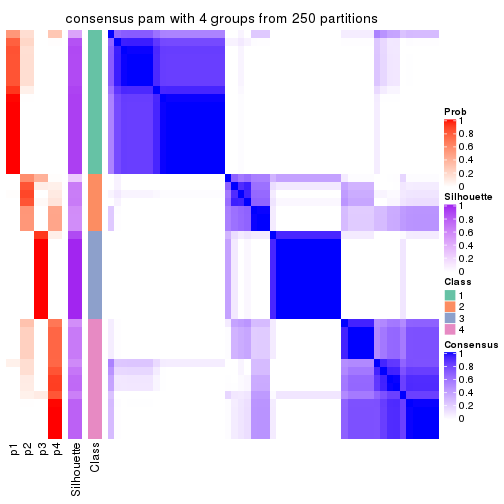 consensus pam with 4 groups from 250 partitions
Prob
1
0.8
0.6
0.4
0.2
0
Silhouette
1
0.8
0.6
0.4
0.2
0
Class
1
2
3
4
Consensus
1
0.8
0.6
0.4
0.2
0
p1
p2
p3
p4
Silhouette
Class